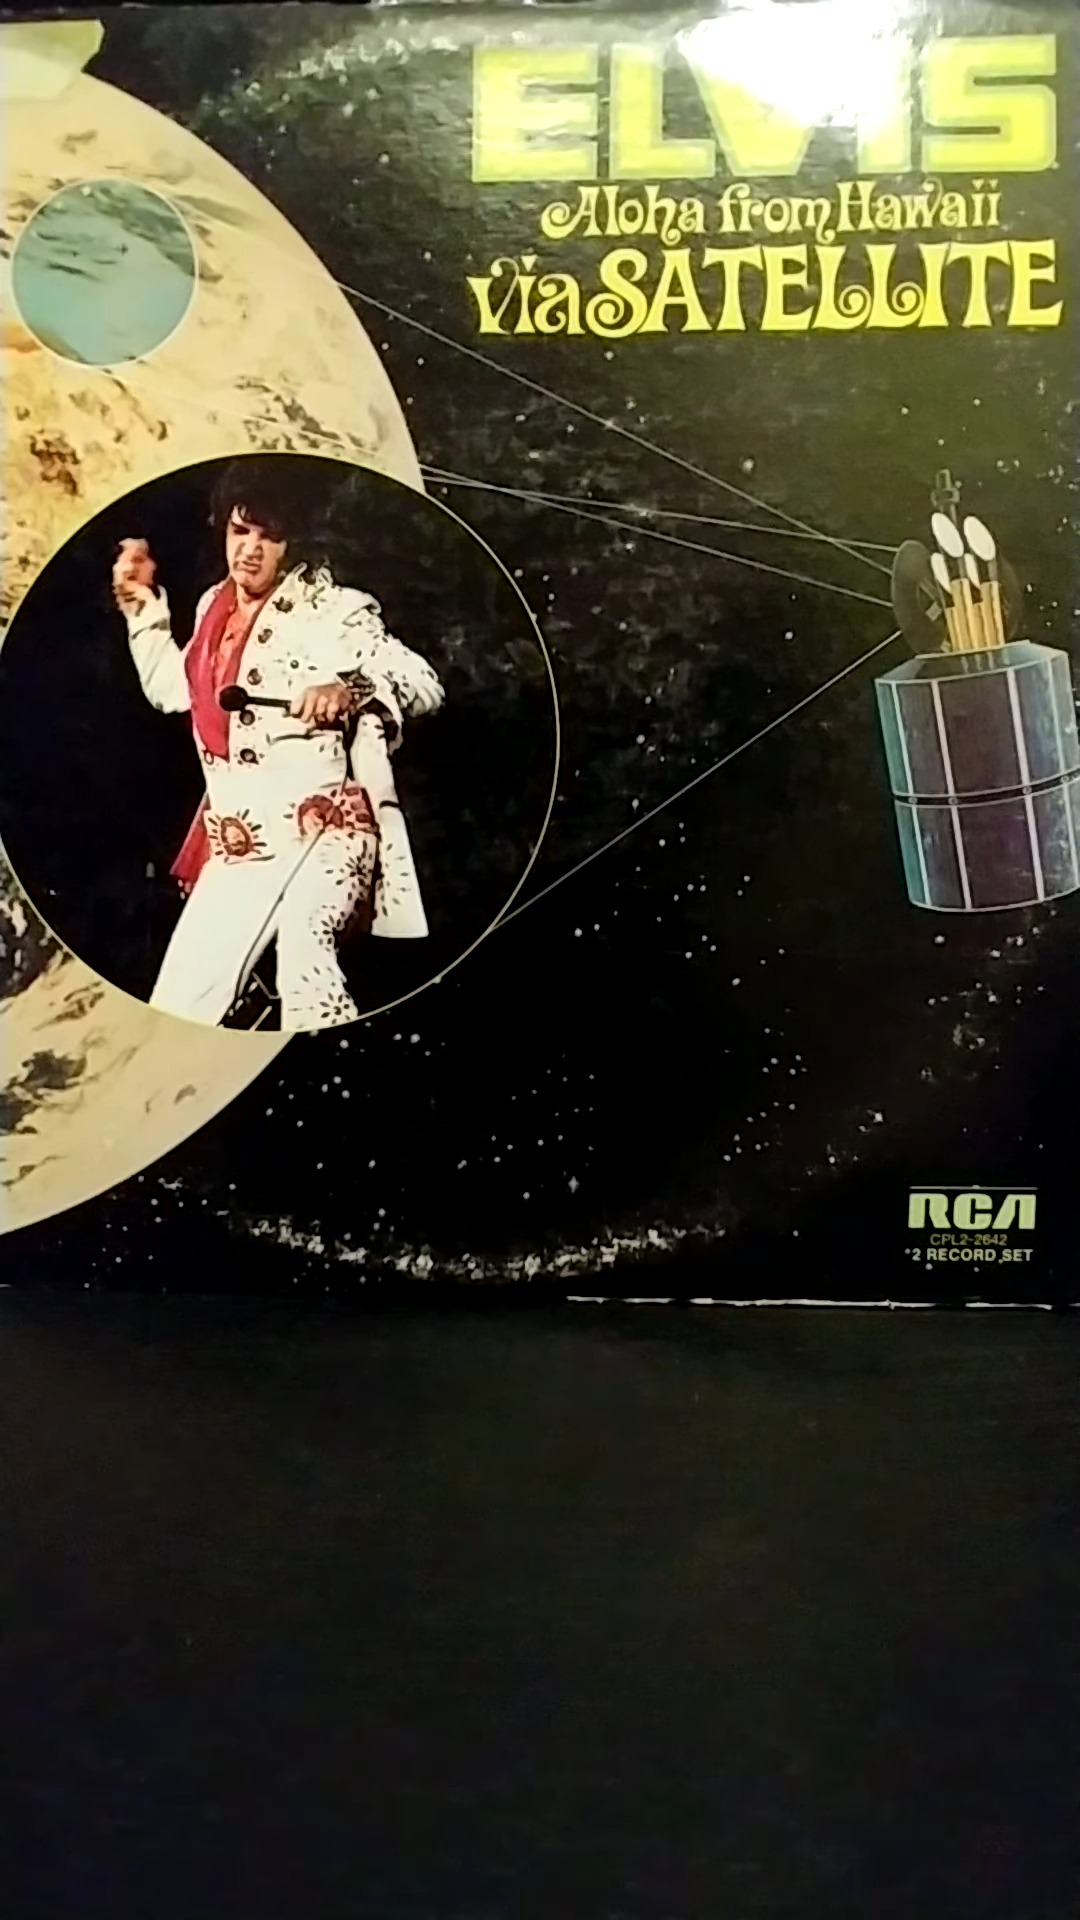 ELVIS
Aloha from Hawaii
via SATELLITE
RCA
CPL2-2642
2 RECORD SET